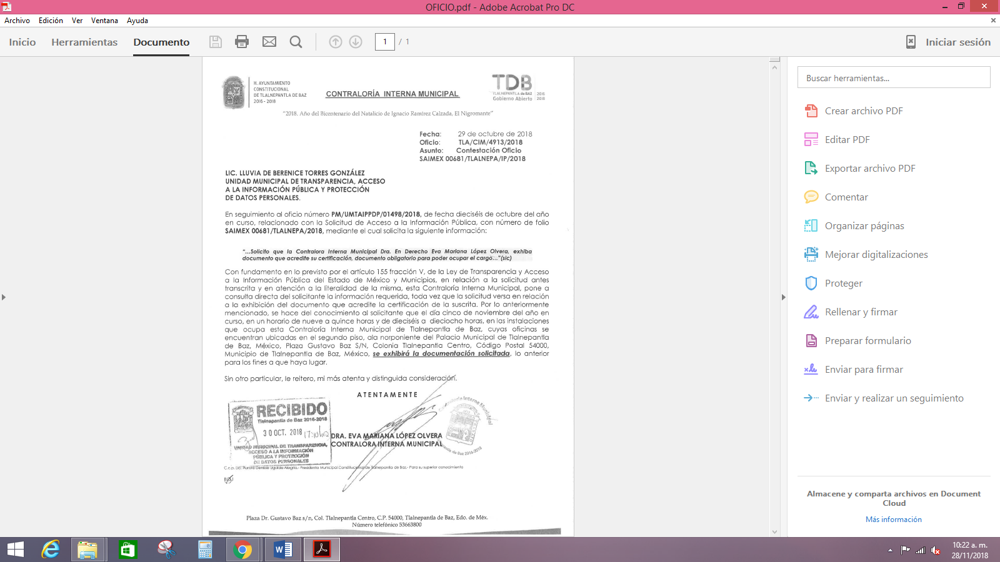 OFICIO.pdf - Adobe Acrobat Pro DC
Archivo Edición Ver Ventana Ayuda
Inicio Herramientas Documento 1 / 1 Iniciar sesión
H. AYUNTAMIENTO
CONSTITUCIONAL
DE TLALNEPANTLA DE BAZ
2016 - 2018
CONTRALORÍA INTERNA MUNICIPAL
TDB
TLALNEPANTLA DE BAZ 2016
Gobierno Abierto 2018
“2018. Año del Bicentenario del Natalicio de Ignacio Ramírez Calzada, El Nigromante”
Fecha: 29 de octubre de 2018
Oficio: TLA/CIM/4913/2018
Asunto: Contestación Oficio
SAIMEX 00681/TLALNEPA/IP/2018
LIC. LLUVIA DE BERENICE TORRES GONZÁLEZ
UNIDAD MUNICIPAL DE TRANSPARENCIA, ACCESO
A LA INFORMACIÓN PÚBLICA Y PROTECCIÓN
DE DATOS PERSONALES.
En seguimiento al oficio número PM/UMTAIPPDP/01498/2018, de fecha dieciséis de octubre del año
en curso, relacionado con la Solicitud de Acceso a la Información Pública, con número de folio
SAIMEX 00681/TLALNEPA/2018, mediante el cual solicita la siguiente información:
“...Solicito que la Contralora Interna Municipal Dra. En Derecho Eva Mariana López Olvera, exhiba
documento que acredite su certificación, documento obligatorio para poder ocupar el cargo...”(sic)
Con fundamento en lo previsto por el artículo 155 fracción V, de la Ley de Transparencia y Acceso
a la Información Pública del Estado de México y Municipios, en relación a la solicitud antes
transcrita y en atención a la literalidad de la misma, esta Contraloría Interna Municipal, pone a
consulta directa del solicitante la información requerida, toda vez que la solicitud versa en relación
a la exhibición del documento que acredite la certificación de la suscrita. Por lo anteriormente
mencionado, se hace del conocimiento al solicitante que el día cinco de noviembre del año en
curso, en un horario de nueve a quince horas y de dieciséis a dieciocho horas, en las instalaciones
que ocupa esta Contraloría Interna Municipal de Tlalnepantla de Baz, cuyas oficinas se
encuentran ubicadas en el segundo piso, ala norponiente del Palacio Municipal de Tlalnepantla
de Baz, México, Plaza Gustavo Baz S/N, Colonia Tlalnepantla Centro, Código Postal 54000,
Municipio de Tlalnepantla de Baz, México, se exhibirá la documentación solicitada, lo anterior
para los fines a que haya lugar.
Sin otro particular, le reitero, mi más atenta y distinguida consideración.
ATENTAMENTE
RECIBIDO
Tlalnepantla de Baz 2016-2018
30 OCT. 2018 17:10
UNIDAD MUNICIPAL DE TRANSPARENCIA,
ACCESO A LA INFORMACIÓN
PÚBLICA Y PROTECCIÓN
DE DATOS PERSONALES
DRA. EVA MARIANA LÓPEZ OLVERA
CONTRALORA INTERNA MUNICIPAL
Interna Municipal
de Baz 2016-2018
C.c.p. Lic. Aurora Denisse Ugalde Alegría.- Presidenta Municipal Constitucional de Tlalnepantla de Baz.- Para su superior conocimiento
Plaza Dr. Gustavo Baz s/n, Col. Tlalnepantla Centro, C.P. 54000, Tlalnepantla de Baz, Edo. de Méx.
Número telefónico 53663800
Buscar herramientas...
Crear archivo PDF
Editar PDF
Exportar archivo PDF
Comentar
Organizar páginas
Mejorar digitalizaciones
Proteger
Rellenar y firmar
Preparar formulario
Enviar para firmar
Enviar y realizar un seguimiento
Almacene y comparta archivos en Document
Cloud
Más información
10:22 a. m.
28/11/2018